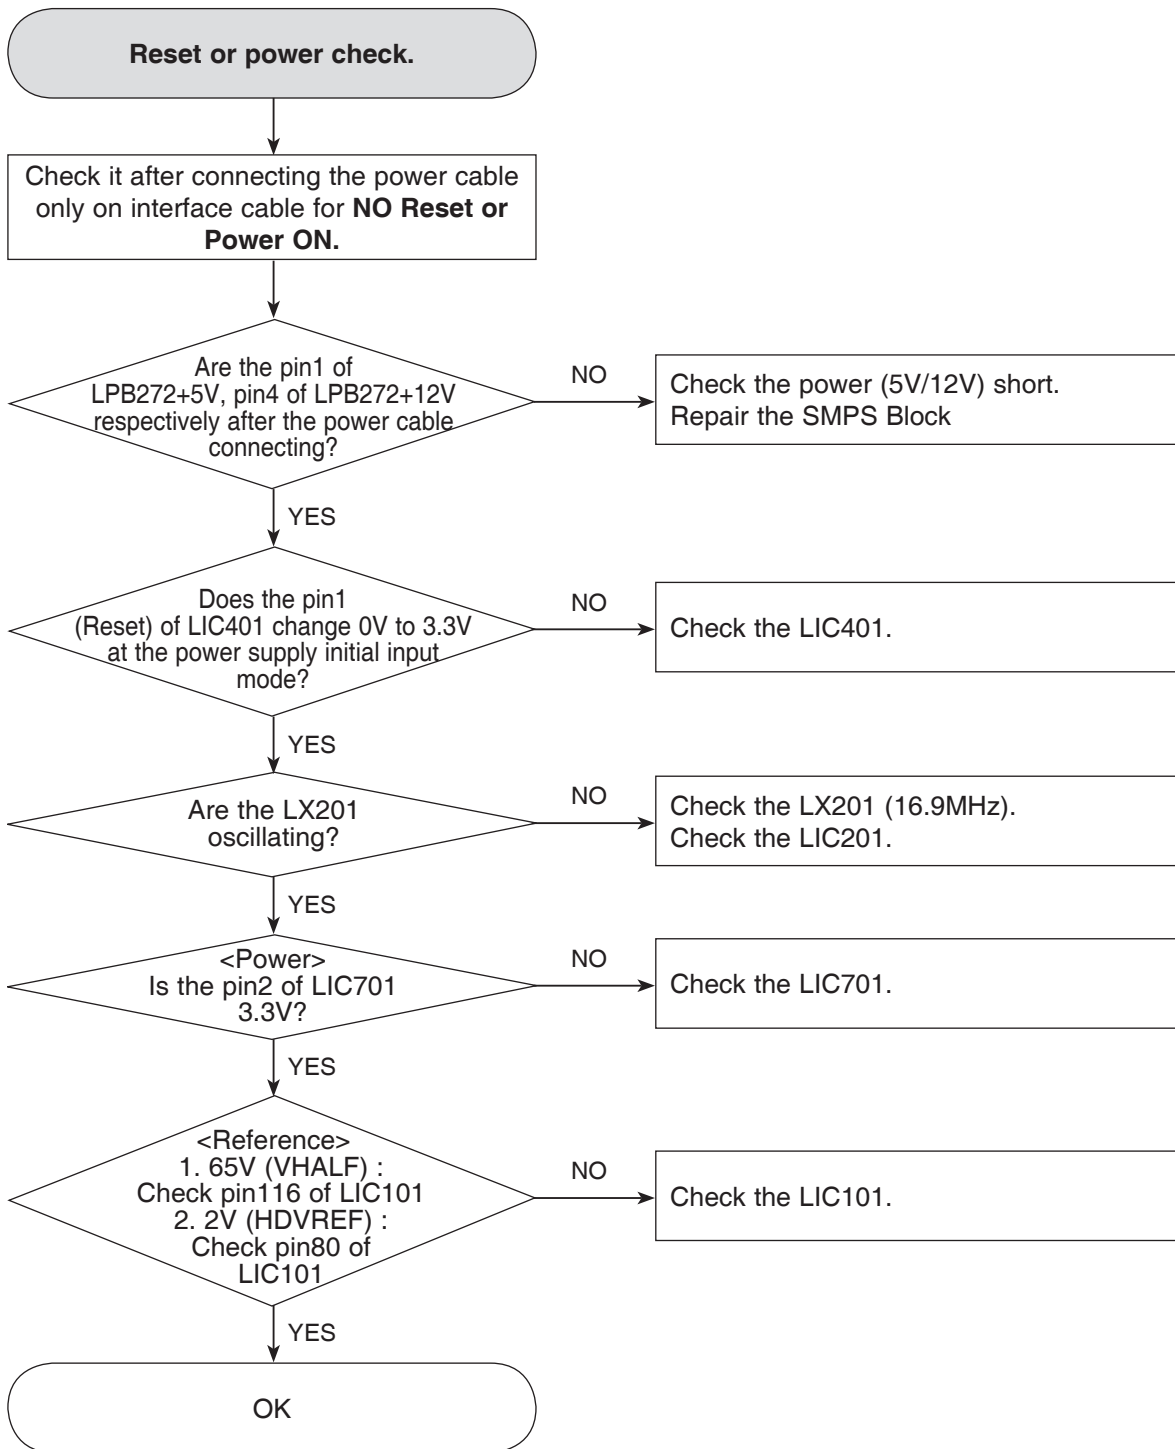 Reset or power check.
Check it after connecting the power cable
only on interface cable for NO Reset or
Power ON.
Are the pin1 of
LPB272+5V, pin4 of LPB272+12V
respectively after the power cable
connecting?
NO
Check the power (5V/12V) short.
Repair the SMPS Block
YES
Does the pin1
(Reset) of LIC401 change 0V to 3.3V
at the power supply initial input
mode?
NO
Check the LIC401.
YES
Are the LX201
oscillating?
NO
Check the LX201 (16.9MHz).
Check the LIC201.
YES
<Power>
Is the pin2 of LIC701
3.3V?
NO
Check the LIC701.
YES
<Reference>
1. 65V (VHALF) :
Check pin116 of LIC101
2. 2V (HDVREF) :
Check pin80 of
LIC101
NO
Check the LIC101.
YES
OK